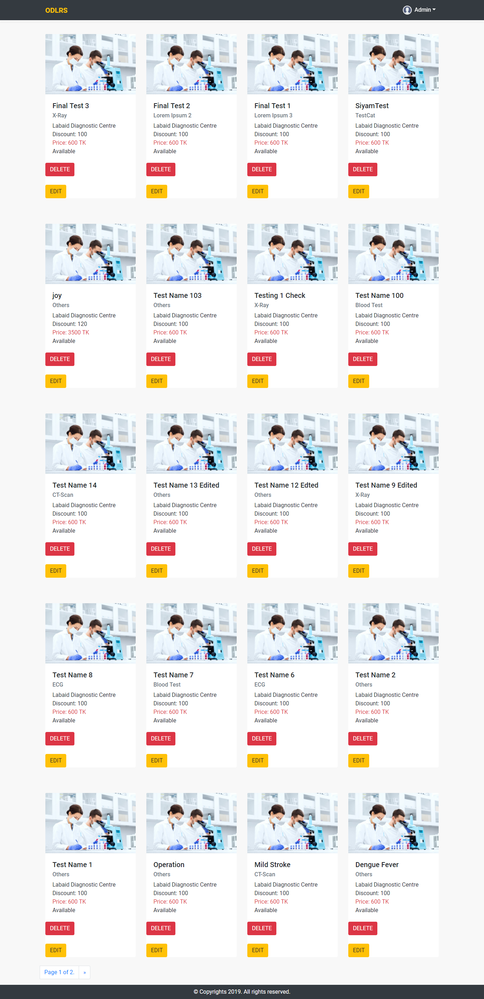 ODLRS
Admin
Final Test 3
X-Ray
Labaid Diagnostic Centre
Discount: 100
Price: 600 TK
Available
DELETE
EDIT
Final Test 2
Lorem Ipsum 2
Labaid Diagnostic Centre
Discount: 100
Price: 600 TK
Available
DELETE
EDIT
Final Test 1
Lorem Ipsum 3
Labaid Diagnostic Centre
Discount: 100
Price: 600 TK
Available
DELETE
EDIT
SiyamTest
TestCat
Labaid Diagnostic Centre
Discount: 100
Price: 600 TK
Available
DELETE
EDIT
joy
Others
Labaid Diagnostic Centre
Discount: 120
Price: 3500 TK
Available
DELETE
EDIT
Test Name 103
Others
Labaid Diagnostic Centre
Discount: 100
Price: 600 TK
Available
DELETE
EDIT
Testing 1 Check
X-Ray
Labaid Diagnostic Centre
Discount: 100
Price: 600 TK
Available
DELETE
EDIT
Test Name 100
Blood Test
Labaid Diagnostic Centre
Discount: 100
Price: 600 TK
Available
DELETE
EDIT
Test Name 14
CT-Scan
Labaid Diagnostic Centre
Discount: 100
Price: 600 TK
Available
DELETE
EDIT
Test Name 13 Edited
Others
Labaid Diagnostic Centre
Discount: 100
Price: 600 TK
Available
DELETE
EDIT
Test Name 12 Edted
Others
Labaid Diagnostic Centre
Discount: 100
Price: 600 TK
Available
DELETE
EDIT
Test Name 9 Edited
X-Ray
Labaid Diagnostic Centre
Discount: 100
Price: 600 TK
Available
DELETE
EDIT
Test Name 8
ECG
Labaid Diagnostic Centre
Discount: 100
Price: 600 TK
Available
DELETE
EDIT
Test Name 7
Blood Test
Labaid Diagnostic Centre
Discount: 100
Price: 600 TK
Available
DELETE
EDIT
Test Name 6
ECG
Labaid Diagnostic Centre
Discount: 100
Price: 600 TK
Available
DELETE
EDIT
Test Name 2
Others
Labaid Diagnostic Centre
Discount: 100
Price: 600 TK
Available
DELETE
EDIT
Test Name 1
Others
Labaid Diagnostic Centre
Discount: 100
Price: 600 TK
Available
DELETE
EDIT
Operation
Others
Labaid Diagnostic Centre
Discount: 100
Price: 600 TK
Available
DELETE
EDIT
Mild Stroke
CT-Scan
Labaid Diagnostic Centre
Discount: 100
Price: 600 TK
Available
DELETE
EDIT
Dengue Fever
Others
Labaid Diagnostic Centre
Discount: 100
Price: 600 TK
Available
DELETE
EDIT
Page 1 of 2. »
© Copyrights 2019. All rights reserved.